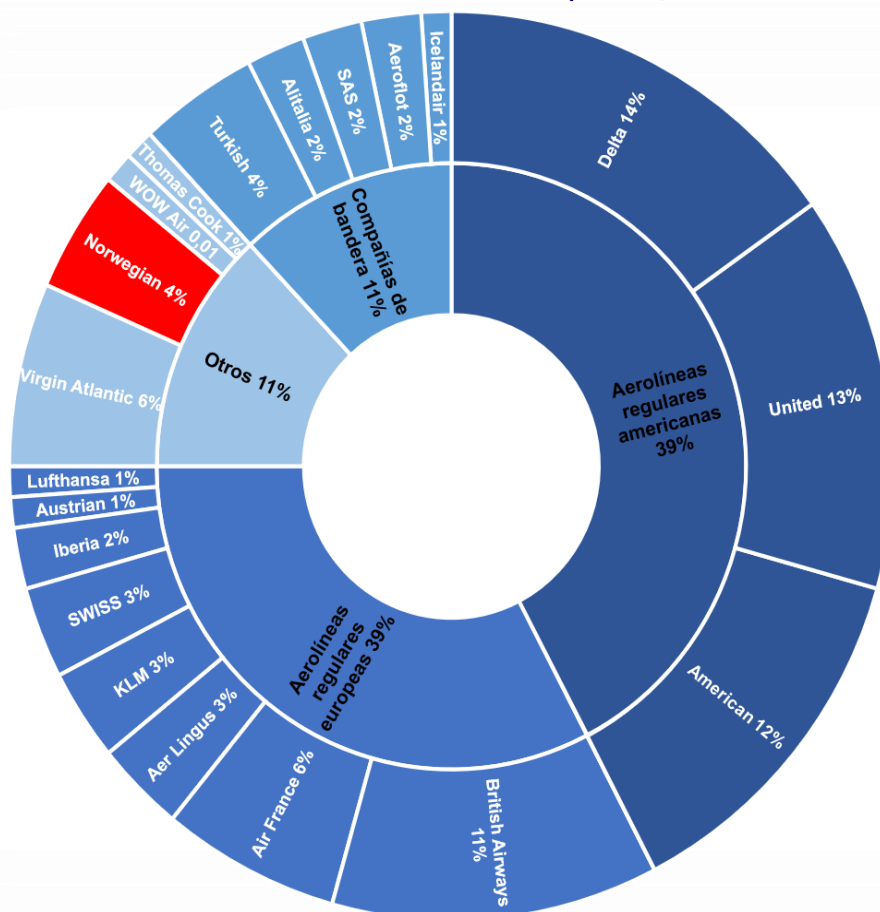 Delta 14%
United 13%
American 12%
British Airways
11%
Air France 6%
Aer Lingus 3%
KLM 3%
SWISS 3%
Iberia 2%
Austrian 1%
Lufthansa 1%
Virgin Atlantic 6%
Norwegian 4%
WOW Air 0,01
Thomas Cook 1%
Turkish 4%
Alitalia 2%
SAS 2%
Aeroflot 2%
Icelandair 1%
Aerolíneas
regulares
americanas
39%
Aerolíneas
regulares
europeas 39%
Otros 11%
Compañías de
bandera 11%